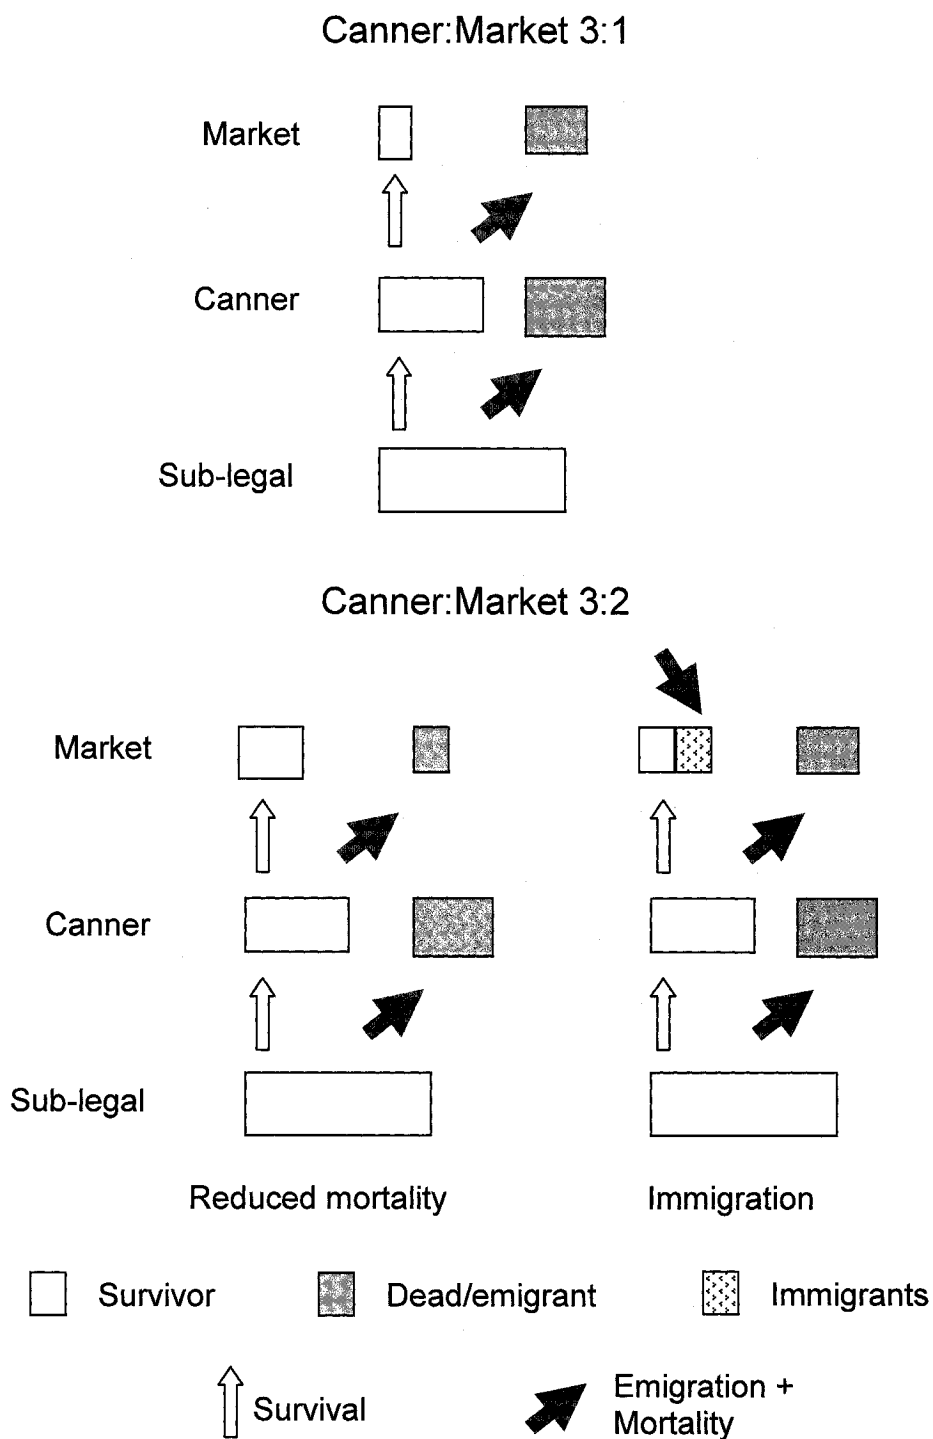 Canner:Market 3:1
Market
Canner
Sub-legal
Canner:Market 3:2
Market
Canner
Sub-legal
Reduced mortality
Immigration
Survivor
Dead/emigrant
Immigrants
Survival
Emigration +
Mortality